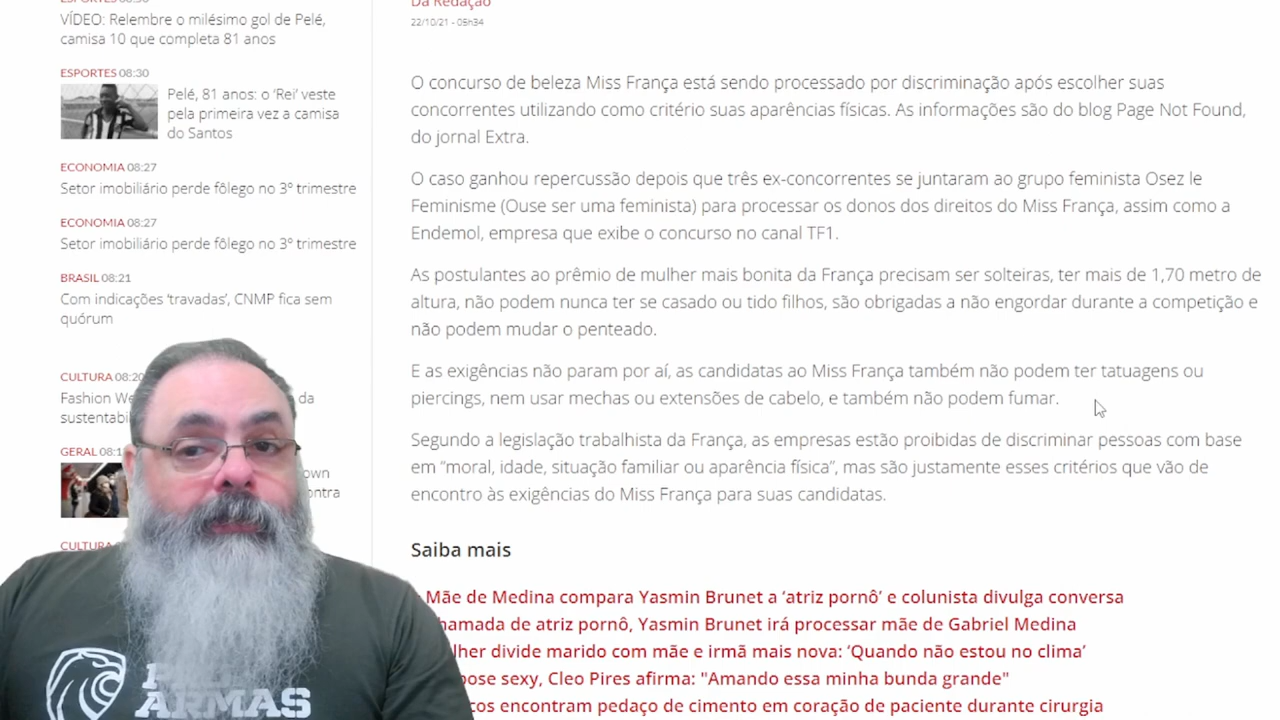 ESPORTES 08:30
VÍDEO: Relembre o milésimo gol de Pelé,
camisa 10 que completa 81 anos
ESPORTES 08:30
Pelé, 81 anos: o ‘Rei’ veste
pela primeira vez a camisa
do Santos
ECONOMIA 08:27
Setor imobiliário perde fôlego no 3º trimestre
ECONOMIA 08:27
Setor imobiliário perde fôlego no 3º trimestre
BRASIL 08:21
Com indicações ‘travadas’, CNMP fica sem
quórum
CULTURA 08:20
Fashion da
GERAL
CULTURA
Da Redação
22/10/21 - 05h34
O concurso de beleza Miss França está sendo processado por discriminação após escolher suas
concorrentes utilizando como critério suas aparências físicas. As informações são do blog Page Not Found,
do jornal Extra.
O caso ganhou repercussão depois que três ex-concorrentes se juntaram ao grupo feminista Osez le
Feminisme (Ouse ser uma feminista) para processar os donos dos direitos do Miss França, assim como a
Endemol, empresa que exibe o concurso no canal TF1.
As postulantes ao prêmio de mulher mais bonita da França precisam ser solteiras, ter mais de 1,70 metro de
altura, não podem nunca ter se casado ou tido filhos, são obrigadas a não engordar durante a competição e
não podem mudar o penteado.
E as exigências não param por aí, as candidatas ao Miss França também não podem ter tatuagens ou
piercings, nem usar mechas ou extensões de cabelo, e também não podem fumar.
Segundo a legislação trabalhista da França, as empresas estão proibidas de discriminar pessoas com base
em “moral, idade, situação familiar ou aparência física”, mas são justamente esses critérios que vão de
encontro às exigências do Miss França para suas candidatas.
Saiba mais
Mãe de Medina compara Yasmin Brunet a ‘atriz pornô’ e colunista divulga conversa
de atriz pornô, Yasmin Brunet irá processar mãe de Gabriel Medina
divide marido com mãe e irmã mais nova: ‘Quando não estou no clima’
sexy, Cleo Pires afirma: "Amando essa minha bunda grande"
encontram pedaço de cimento em coração de paciente durante cirurgia
ARMAS